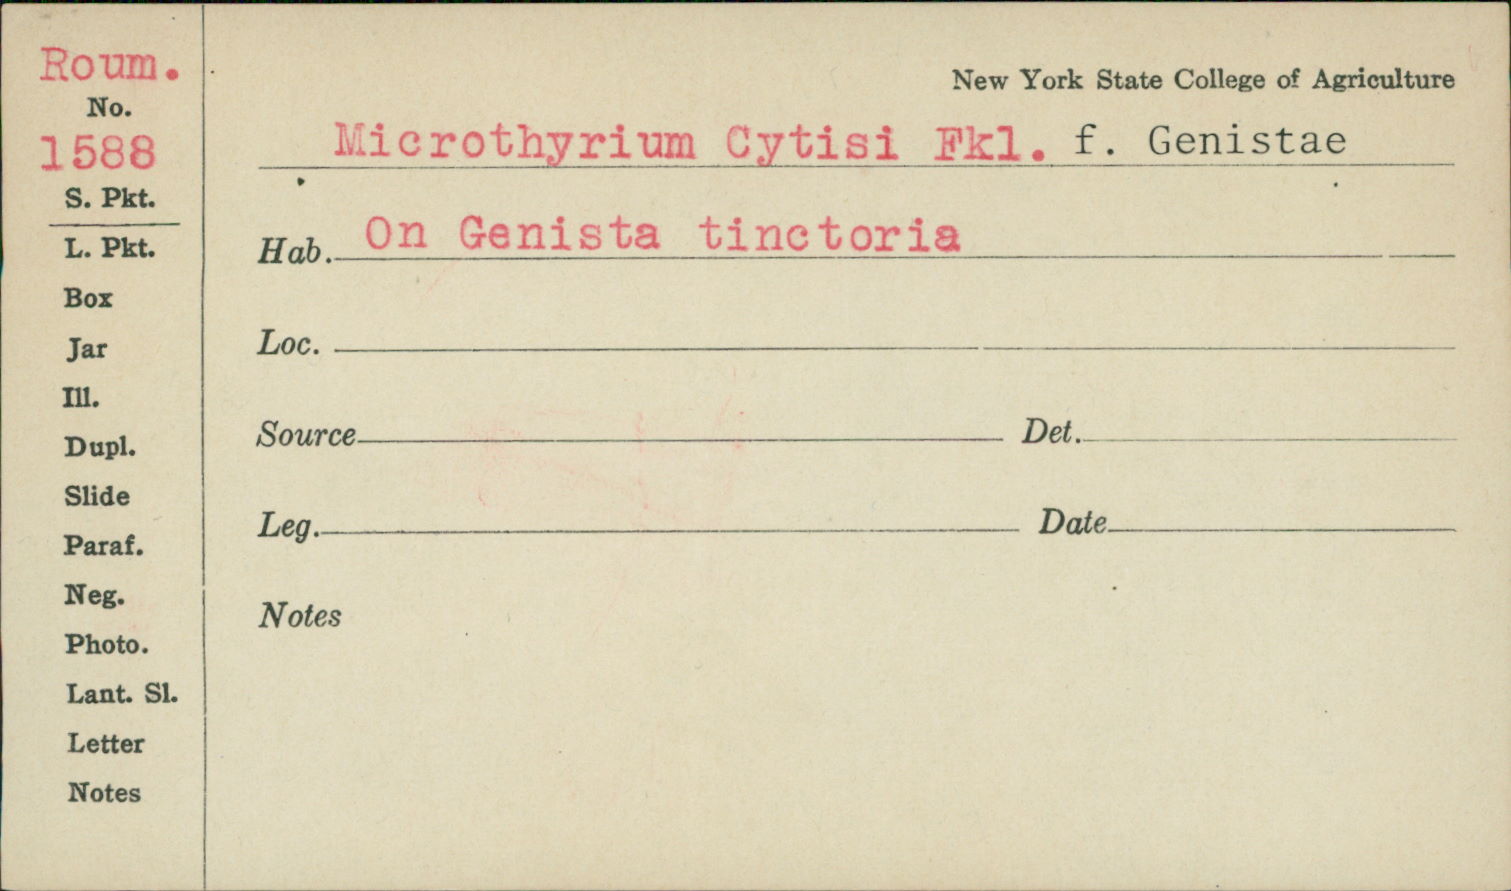 Roum.
No.
1588
S. Pkt.
L. Pkt.
Box
Jar
Ill.
Dupl.
Slide
Paraf.
Neg.
Photo.
Lant. Sl.
Letter
Notes
New York State College of Agriculture
Microthyrium Cytisi Fkl. f. Genistae
Hab. On Genista tinctoria
Loc.
Source Det.
Leg. Date
Notes